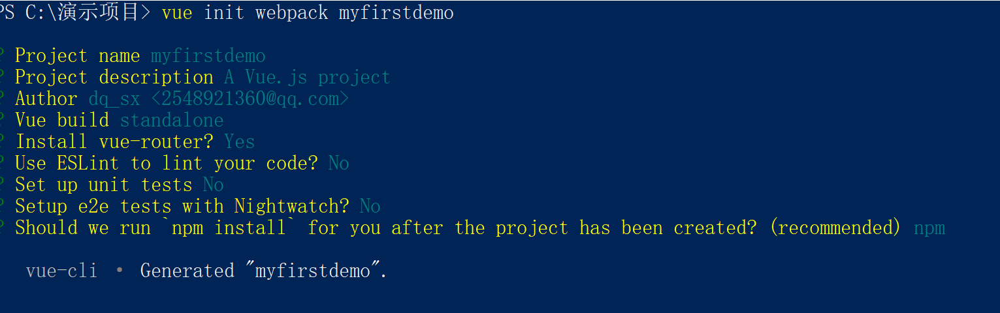 PS C:\演示项目> vue init webpack myfirstdemo
? Project name myfirstdemo
? Project description A Vue.js project
? Author dq_sx <2548921360@qq.com>
? Vue build standalone
? Install vue-router? Yes
? Use ESLint to lint your code? No
? Set up unit tests No
? Setup e2e tests with Nightwatch? No
? Should we run `npm install` for you after the project has been created? (recommended) npm
vue-cli · Generated "myfirstdemo".